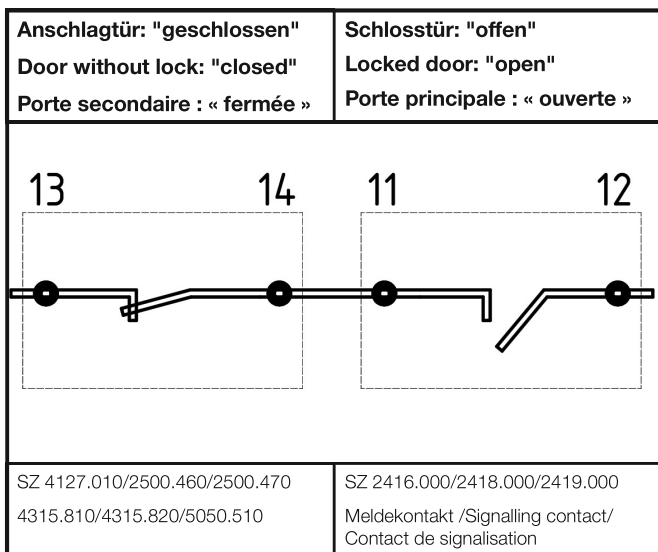 Anschlagtür: "geschlossen"
Door without lock: "closed"
Porte secondaire : « fermée »
Schlosstür: "offen"
Locked door: "open"
Porte principale : « ouverte »
13
14
11
12
SZ 4127.010/2500.460/2500.470
4315.810/4315.820/5050.510
SZ 2416.000/2418.000/2419.000
Meldekontakt /Signalling contact/
Contact de signalisation